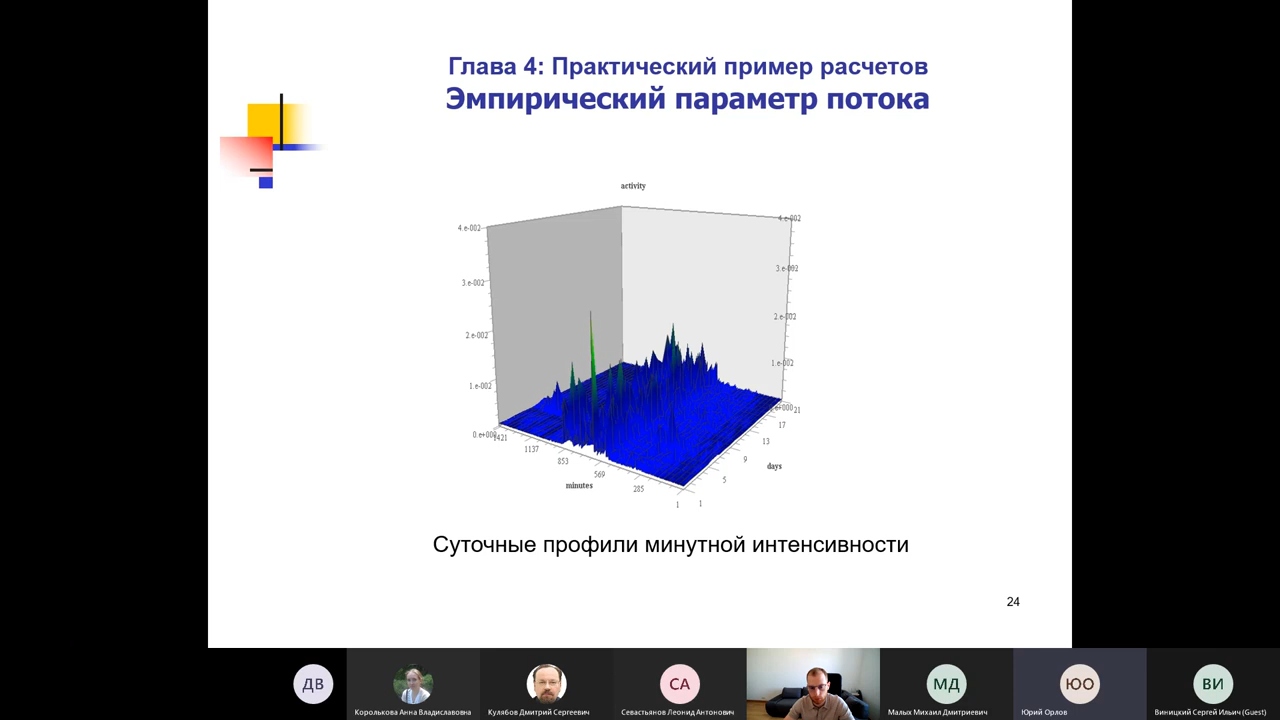 Глава 4: Практический пример расчетов
Эмпирический параметр потока
activity
4.e-002
4.e-002
3.e-002
3.e-002
2.e-002
2.e-002
1.e-002
1.e-002
0.e+000
e+000
1421
1137
853
569
285
1
minutes
1
5
9
13
17
21
days
Суточные профили минутной интенсивности
24
ДВ
СА
МД
ЮО
ВИ
Королькова Анна Владиславовна
Кулябов Дмитрий Сергеевич
Севастьянов Леонид Антонович
Малых Михаил Дмитриевич
Юрий Орлов
Виницкий Сергей Ильич (Guest)